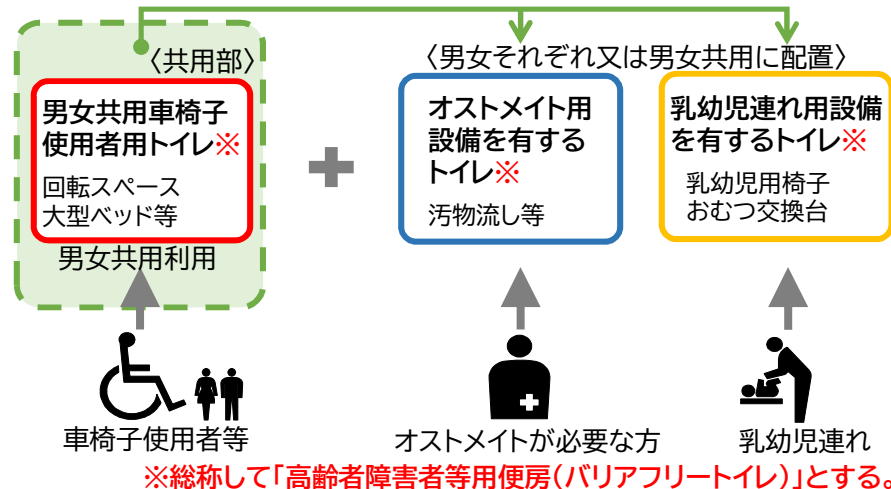 〈共用部〉
男女共用車椅子
使用者用トイレ※
回転スペース
大型ベッド等
男女共用利用
〈男女それぞれ又は男女共用に配置〉
オストメイト用
設備を有する
トイレ※
汚物流し等
乳幼児連れ用設備
を有するトイレ※
乳幼児用椅子
おむつ交換台
車椅子使用者等
オストメイトが必要な方
乳幼児連れ
※総称して「高齢者障害者等用便房(バリアフリートイレ)」とする。